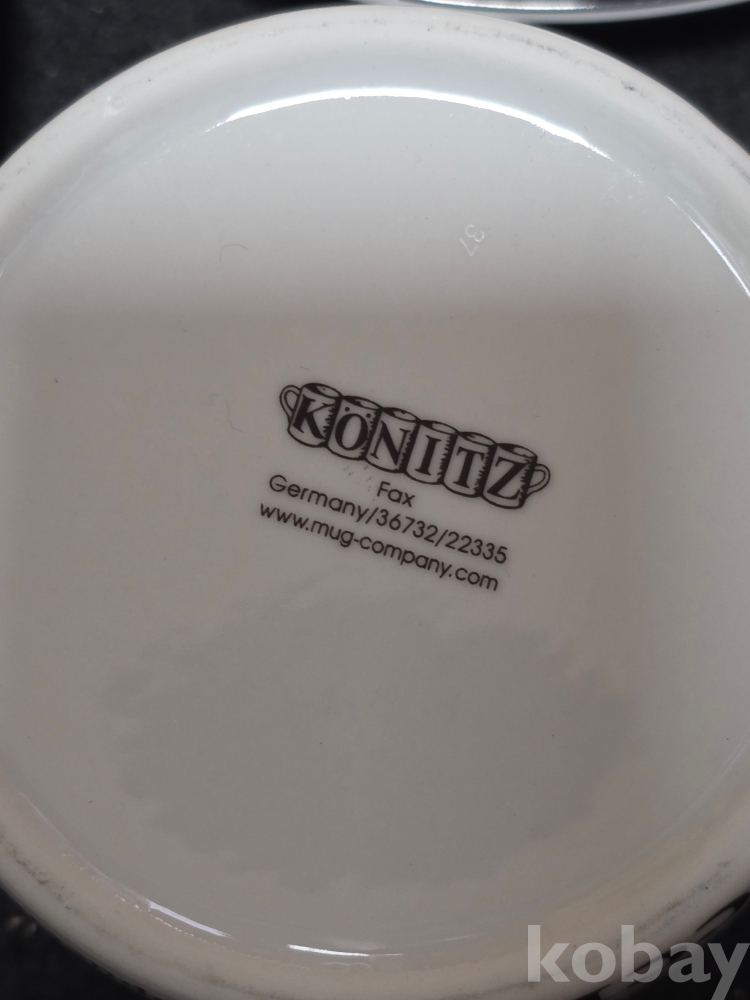 37
KÖNITZ
Fax
Germany/36732/22335
www.mug-company.com
kobay